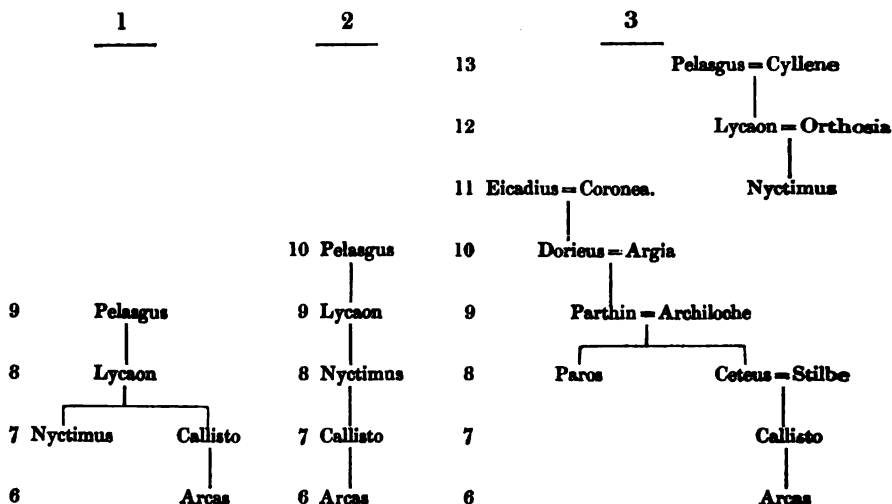 1 2 3
13 Pelasgus = Cyllene
12 Lycaon = Orthosia
11 Eicadius = Coronea. Nyctimus
10 Pelasgus 10 Dorieus = Argia
9 Pelasgus 9 Lycaon 9 Parthin = Archiloche
8 Lycaon 8 Nyctimus 8 Paros Ceteus = Stilbe
7 Nyctimus Callisto 7 Callisto 7 Callisto
6 Arcas 6 Arcas 6 Arcas